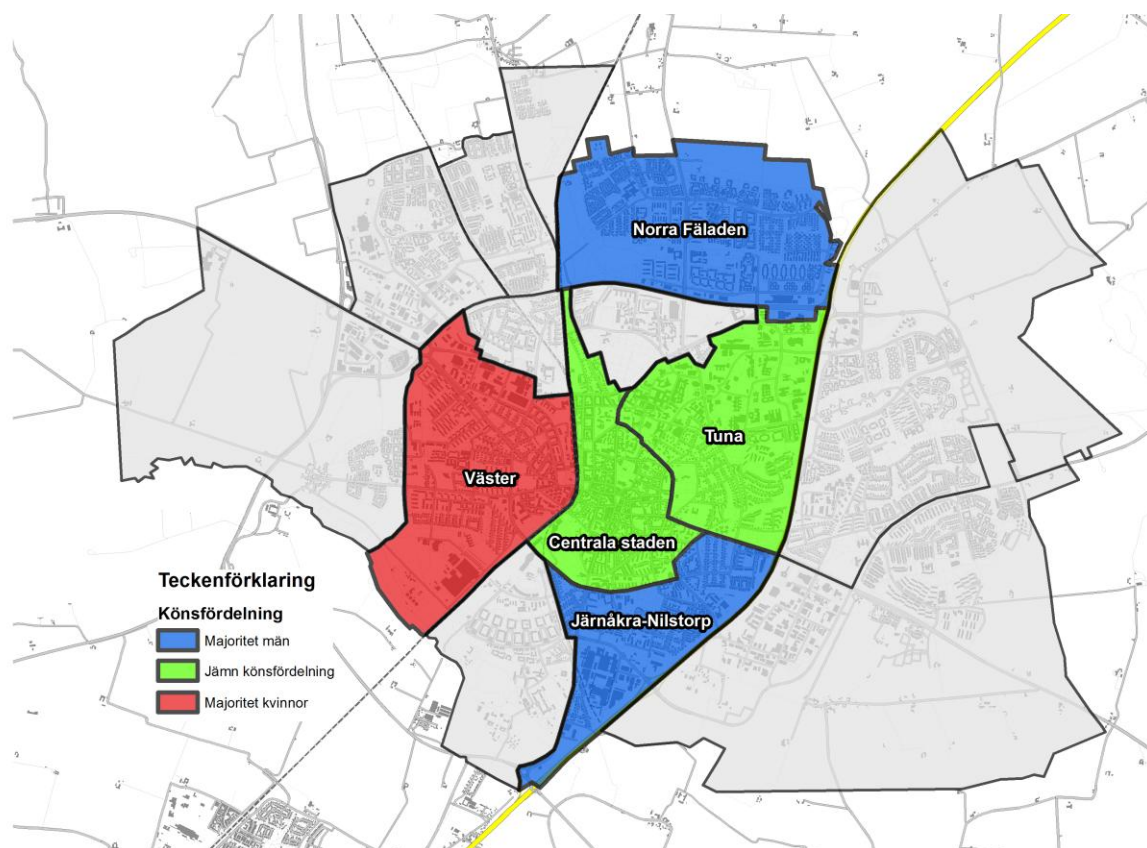 Norra Fäladen
Tuna
Väster
Centrala staden
Järnåkra-Nilstorp
Teckenförklaring
Könsfördelning
Majoritet män
Jämn könsfördelning
Majoritet kvinnor